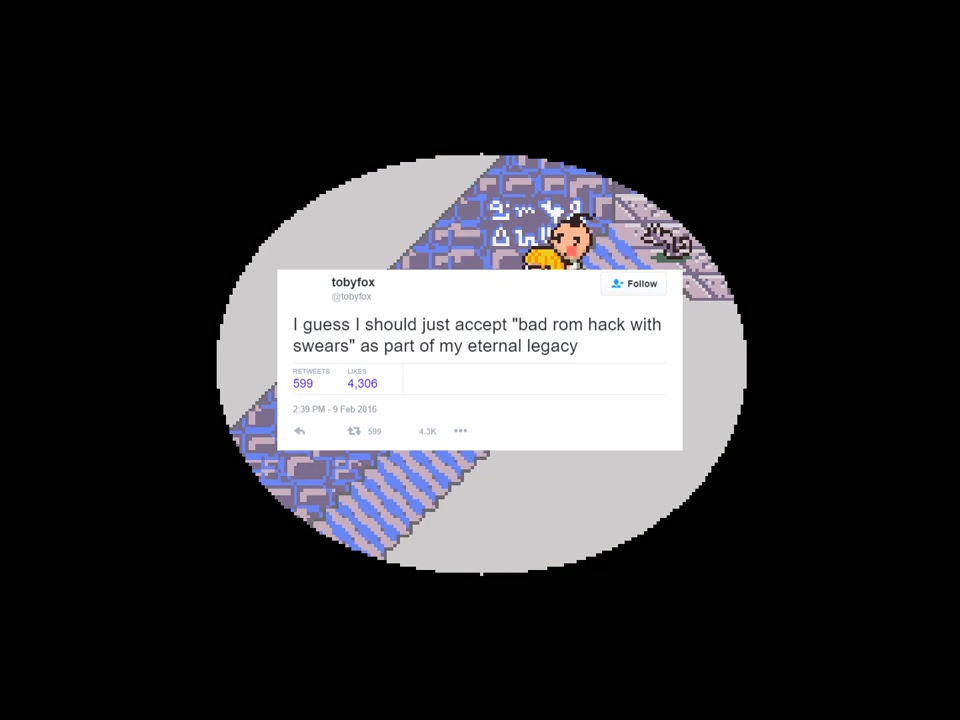 tobyfox
@tobyfox
Follow
I guess I should just accept "bad rom hack with
swears" as part of my eternal legacy
RETWEETS LIKES
599 4,306
2:39 PM - 9 Feb 2016
599 4.3K